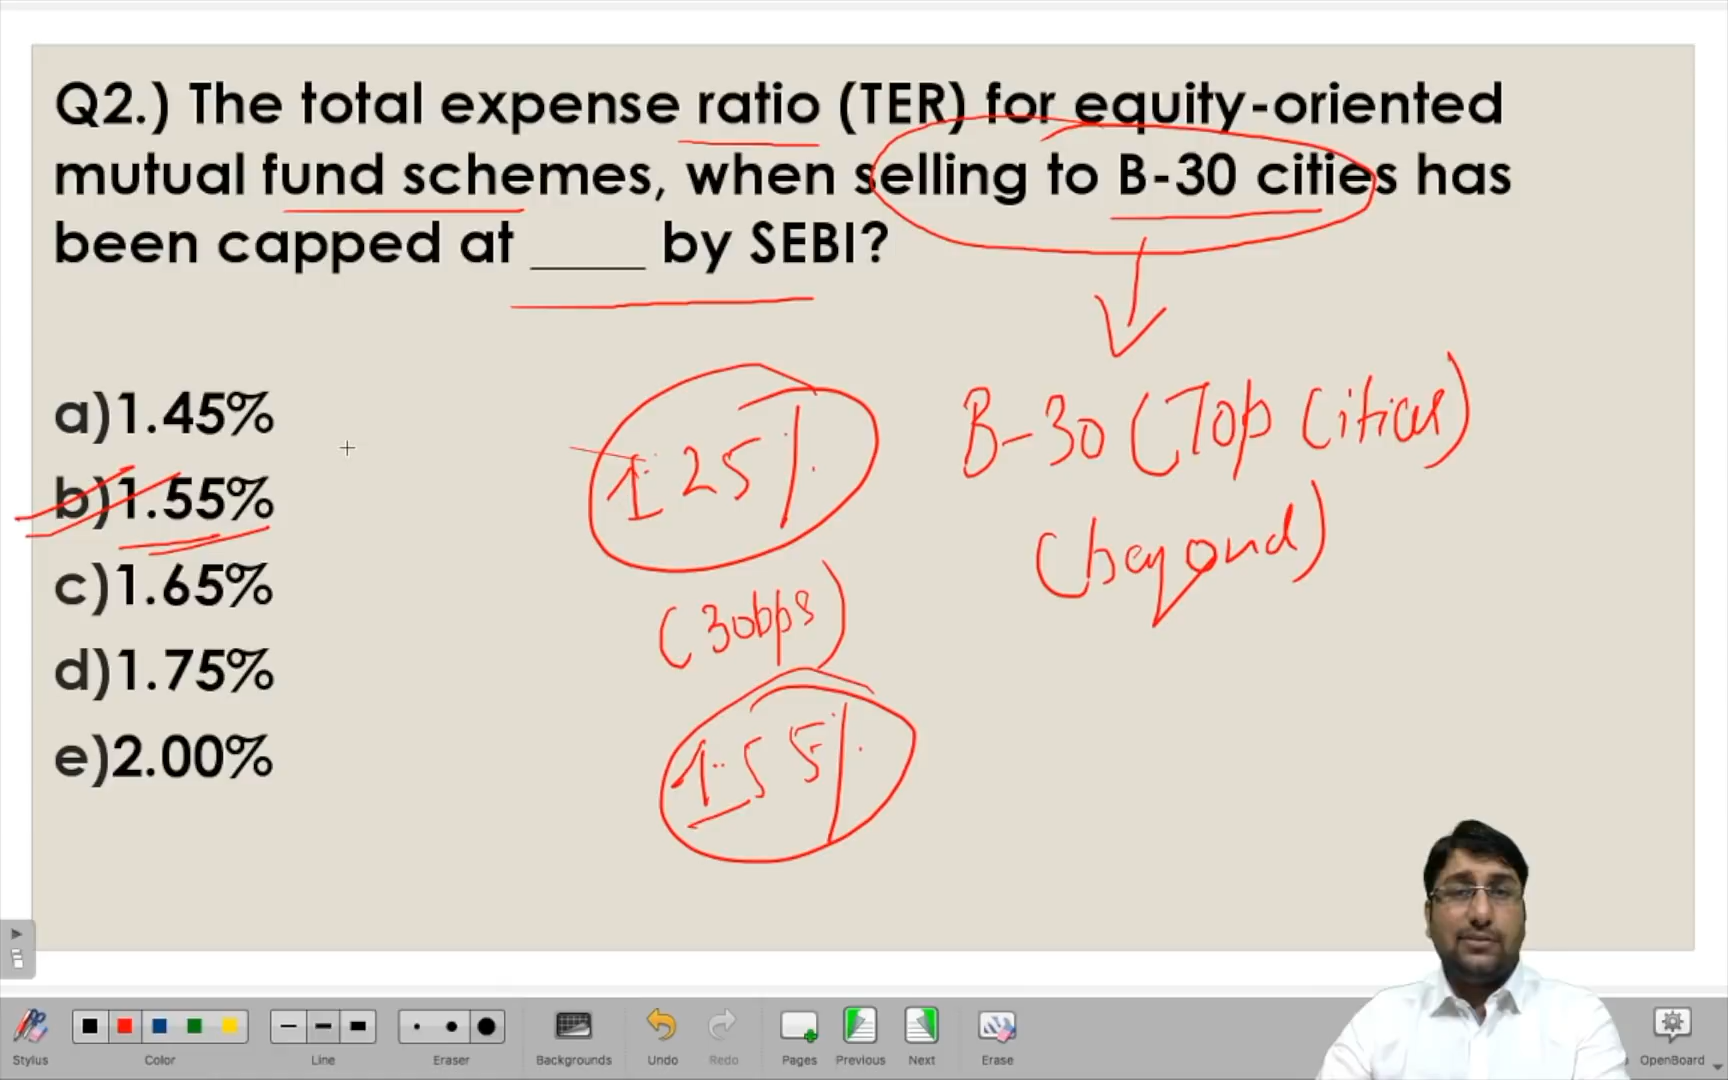 Q2.) The total expense ratio (TER) for equity-oriented
mutual fund schemes, when selling to B-30 cities has
been capped at ____ by SEBI?
a)1.45%
b)1.55%
c)1.65%
d)1.75%
e)2.00%
1.25%
(30bps)
1.55%
B-30 (Top Cities)
(beyond)
Stylus
Color
Line
Eraser
Backgrounds
Undo
Redo
Pages
Previous
Next
Erase
OpenBoard